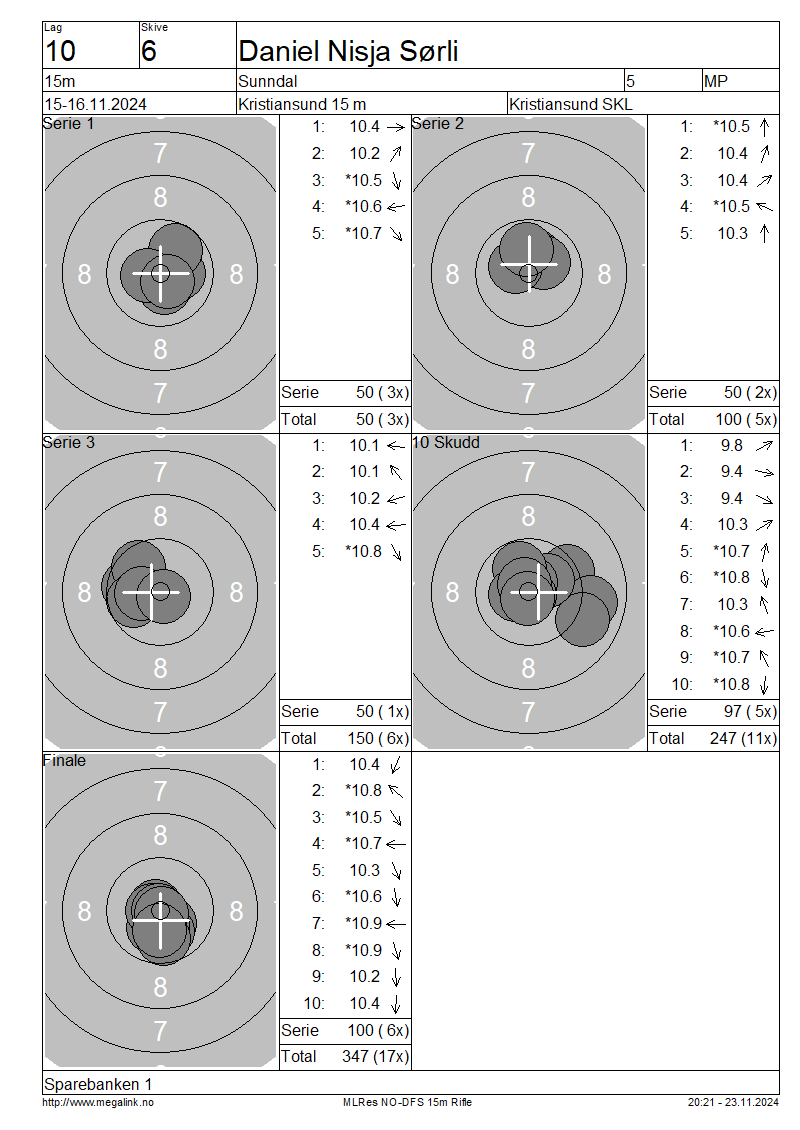 Lag
Skive
10
6
Daniel Nisja Sørli
15m
Sunndal
5
MP
15-16.11.2024
Kristiansund 15 m
Kristiansund SKL
Serie 1
7
8
8
8
8
7
1: 10.4
2: 10.2
3: *10.5
4: *10.6
5: *10.7
Serie 50 ( 3x)
Total 50 ( 3x)
Serie 2
7
8
8
8
8
7
1: *10.5
2: 10.4
3: 10.4
4: *10.5
5: 10.3
Serie 50 ( 2x)
Total 100 ( 5x)
Serie 3
7
8
8
8
8
7
1: 10.1
2: 10.1
3: 10.2
4: 10.4
5: *10.8
Serie 50 ( 1x)
Total 150 ( 6x)
10 Skudd
7
8
8
8
8
7
1: 9.8
2: 9.4
3: 9.4
4: 10.3
5: *10.7
6: *10.8
7: 10.3
8: *10.6
9: *10.7
10: *10.8
Serie 97 ( 5x)
Total 247 (11x)
Finale
7
8
8
8
8
7
1: 10.4
2: *10.8
3: *10.5
4: *10.7
5: 10.3
6: *10.6
7: *10.9
8: *10.9
9: 10.2
10: 10.4
Serie 100 ( 6x)
Total 347 (17x)
Sparebanken 1
http://www.megalink.no
MLRes NO-DFS 15m Rifle
20:21 - 23.11.2024